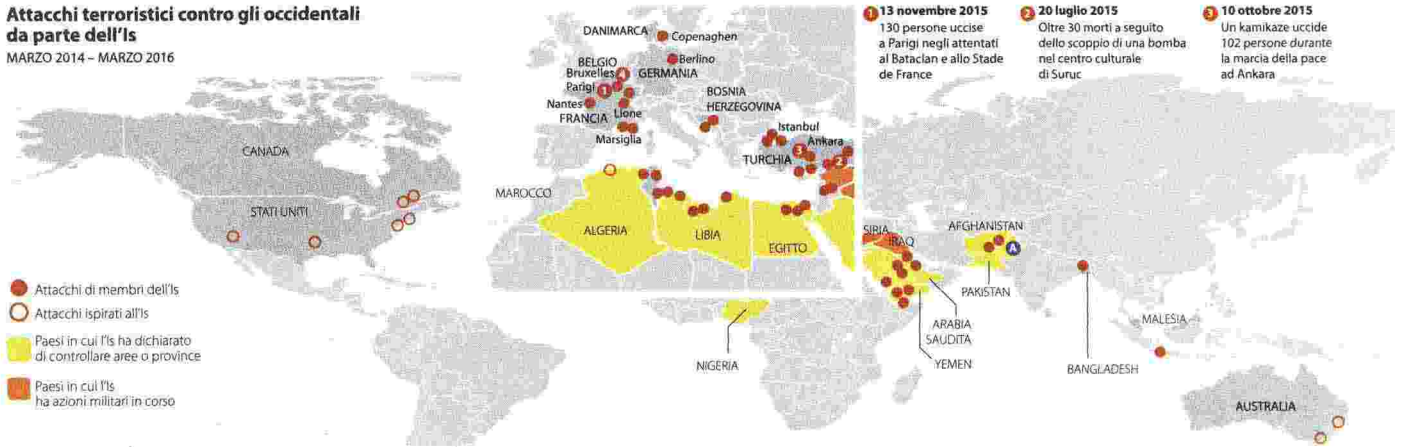 Attacchi terroristici contro gli occidentali
da parte dell'Is
MARZO 2014 – MARZO 2016
1 13 novembre 2015
130 persone uccise
a Parigi negli attentati
al Bataclan e allo Stade
de France
2 20 luglio 2015
Oltre 30 morti a seguito
dello scoppio di una bomba
nel centro culturale
di Suruc
3 10 ottobre 2015
Un kamikaze uccide
102 persone durante
la marcia della pace
ad Ankara
DANIMARCA
Copenaghen
Berlino
BELGIO
Bruxelles
4
GERMANIA
Parigi
1
Nantes
FRANCIA
Lione
Marsiglia
BOSNIA
HERZEGOVINA
Istanbul
Ankara
3
TURCHIA
2
CANADA
STATI UNITI
MAROCCO
ALGERIA
LIBIA
EGITTO
SIRIA
IRAQ
AFGHANISTAN
A
PAKISTAN
ARABIA
SAUDITA
YEMEN
NIGERIA
BANGLADESH
MALESIA
AUSTRALIA
Attacchi di membri dell'Is
Attacchi ispirati all'Is
Paesi in cui l'Is ha dichiarato
di controllare aree o province
Paesi in cui l'Is
ha azioni militari in corso